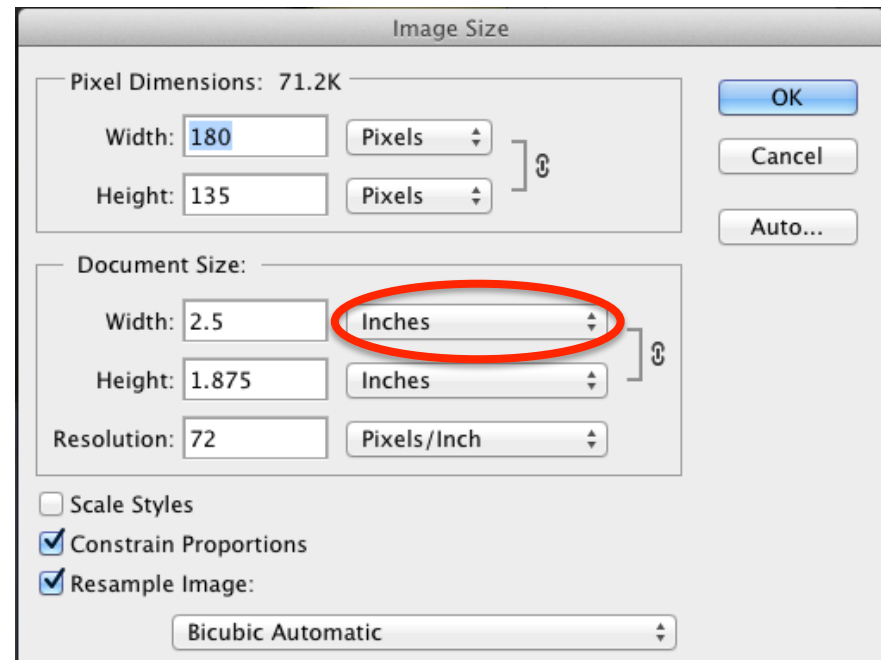 Image Size
Pixel Dimensions: 71.2K
OK
Width: 180 Pixels
Cancel
Height: 135 Pixels
Auto...
Document Size:
Width: 2.5 Inches
Height: 1.875 Inches
Resolution: 72 Pixels/Inch
Scale Styles
Constrain Proportions
Resample Image:
Bicubic Automatic